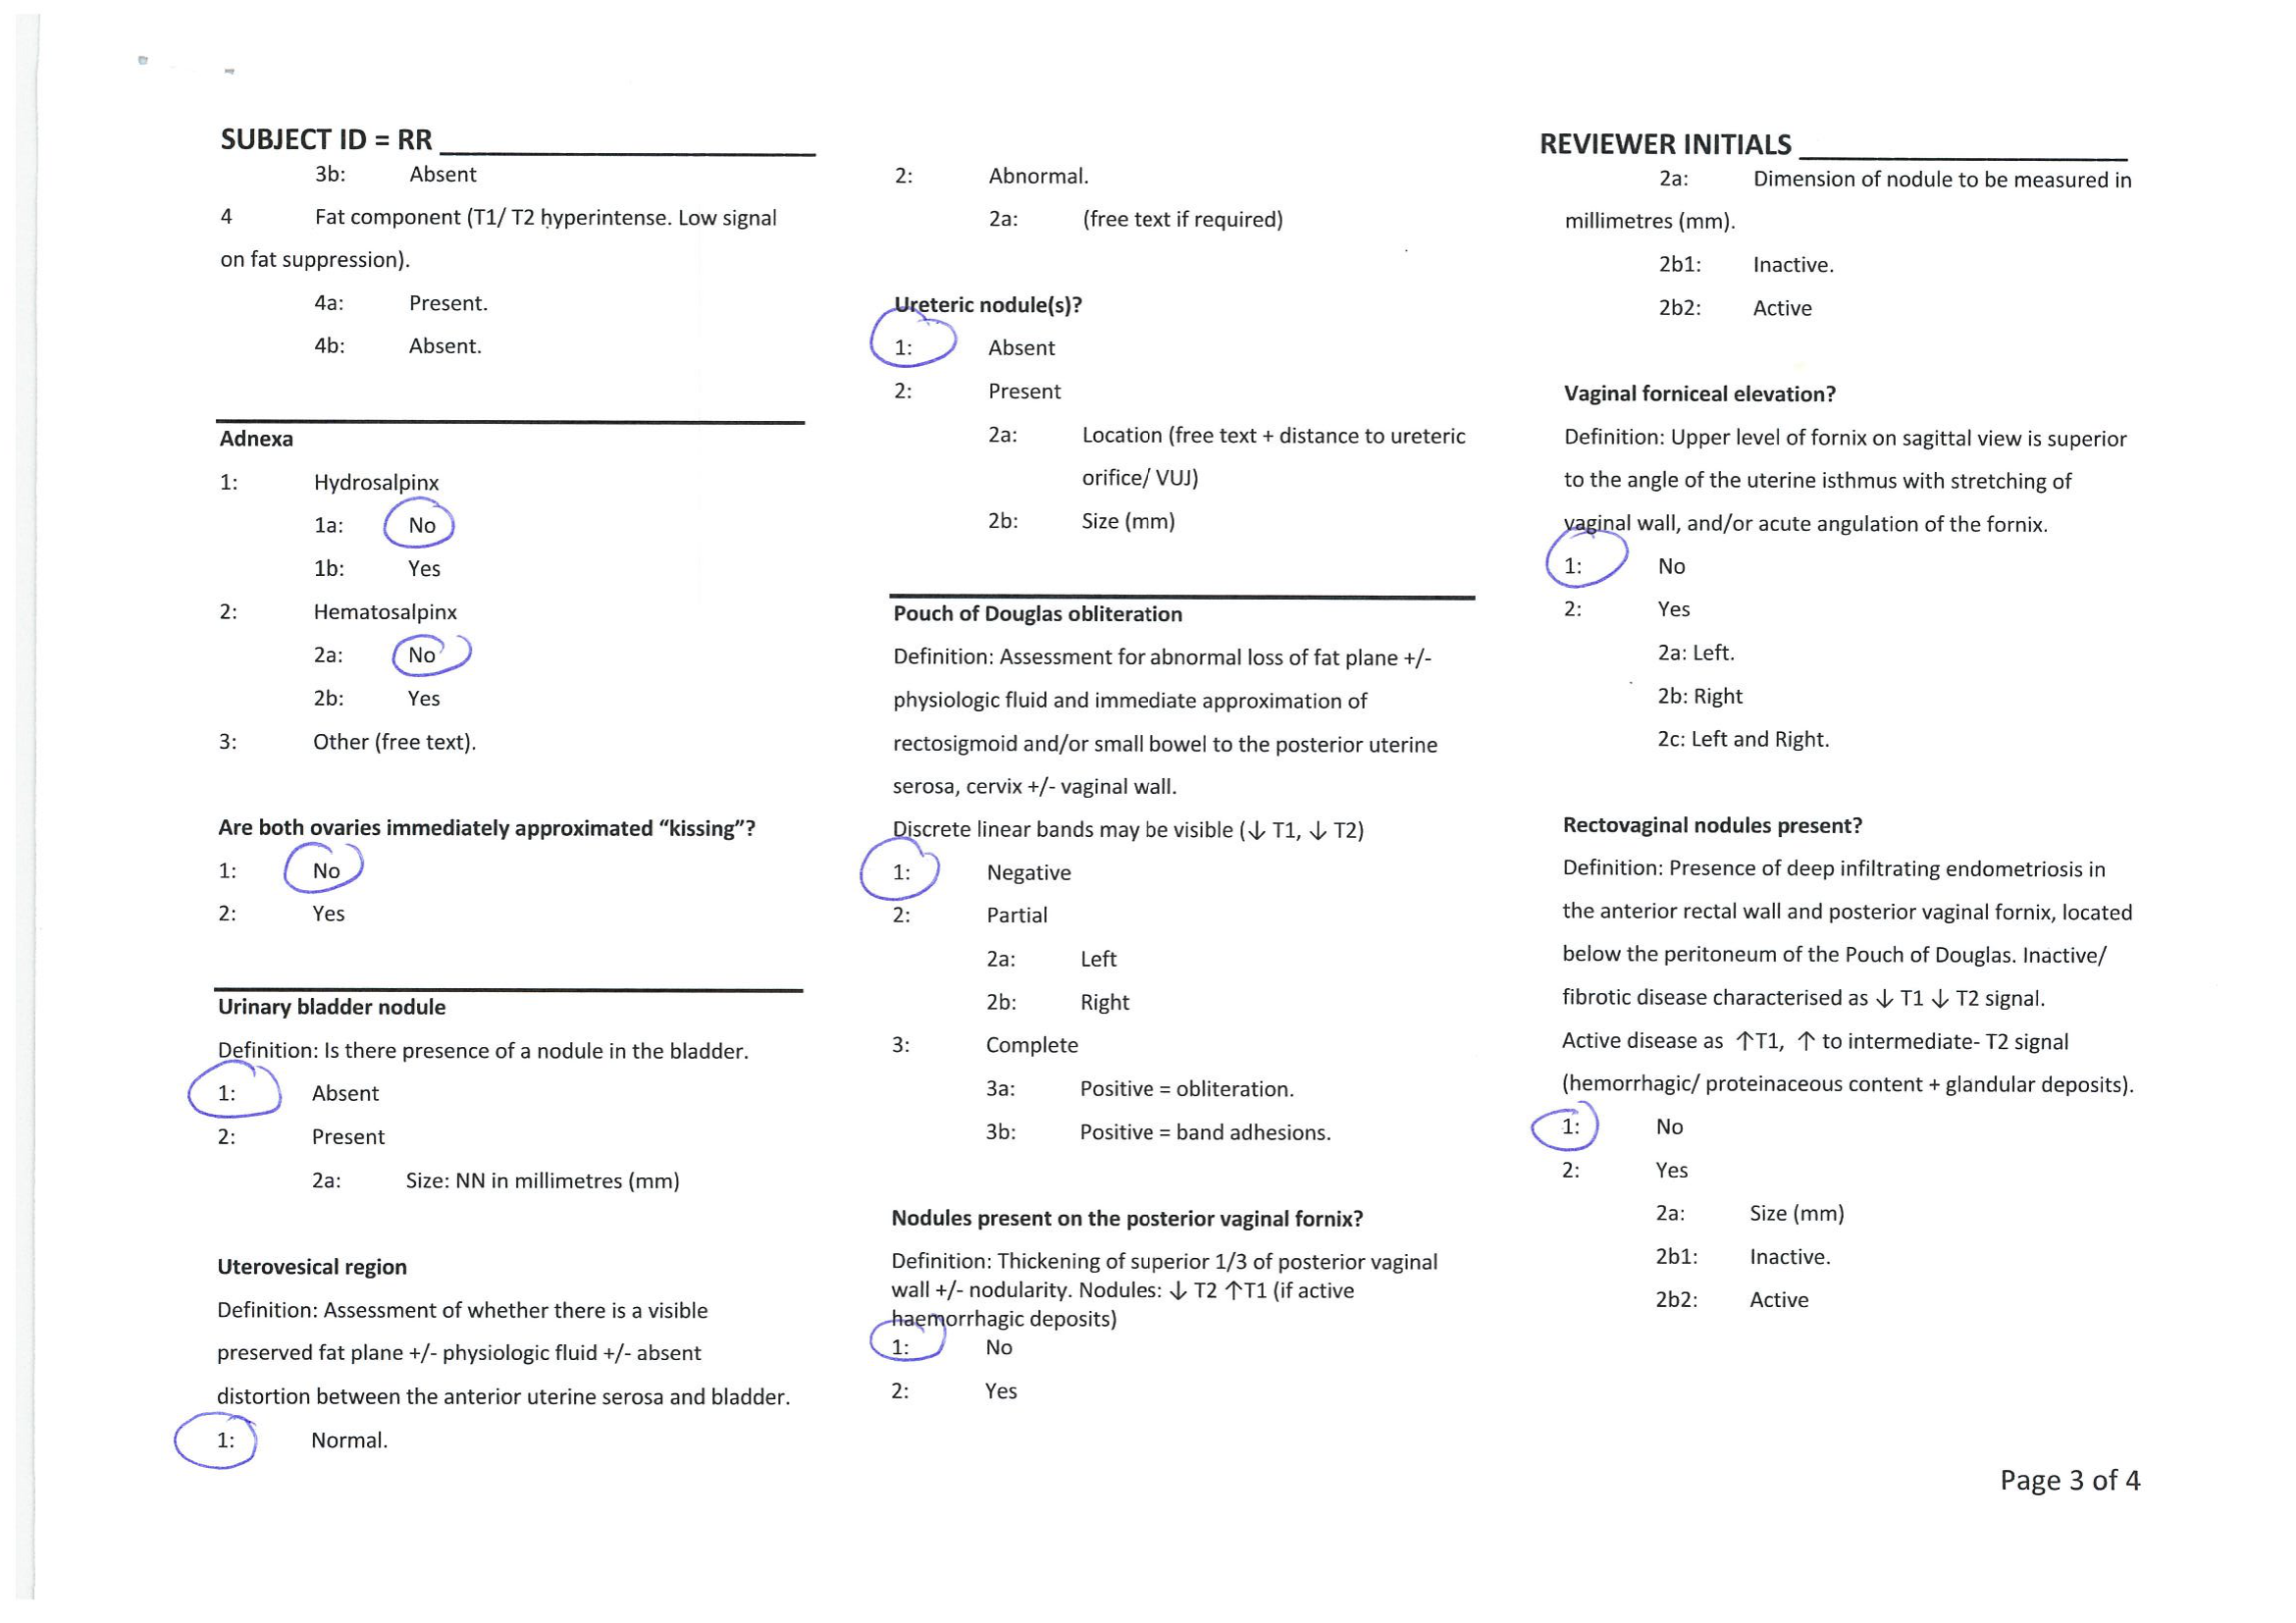 SUBJECT ID = RR
3b: Absent
4 Fat component (T1/ T2 hyperintense. Low signal
on fat suppression).
4a: Present.
4b: Absent.
Adnexa
1: Hydrosalpinx
1a: No
1b: Yes
2: Hematosalpinx
2a: No
2b: Yes
3: Other (free text).
Are both ovaries immediately approximated “kissing”?
1: No
2: Yes
Urinary bladder nodule
Definition: Is there presence of a nodule in the bladder.
1: Absent
2: Present
2a: Size: NN in millimetres (mm)
Uterovesical region
Definition: Assessment of whether there is a visible
preserved fat plane +/- physiologic fluid +/- absent
distortion between the anterior uterine serosa and bladder.
1: Normal.
2: Abnormal.
2a: (free text if required)
Ureteric nodule(s)?
1: Absent
2: Present
2a: Location (free text + distance to ureteric
orifice/ VUJ)
2b: Size (mm)
Pouch of Douglas obliteration
Definition: Assessment for abnormal loss of fat plane +/-
physiologic fluid and immediate approximation of
rectosigmoid and/or small bowel to the posterior uterine
serosa, cervix +/- vaginal wall.
Discrete linear bands may be visible (↓ T1, ↓ T2)
1: Negative
2: Partial
2a: Left
2b: Right
3: Complete
3a: Positive = obliteration.
3b: Positive = band adhesions.
Nodules present on the posterior vaginal fornix?
Definition: Thickening of superior 1/3 of posterior vaginal
wall +/- nodularity. Nodules: ↓ T2 ↑T1 (if active
haemorrhagic deposits)
1: No
2: Yes
REVIEWER INITIALS
2a: Dimension of nodule to be measured in
millimetres (mm).
2b1: Inactive.
2b2: Active
Vaginal forniceal elevation?
Definition: Upper level of fornix on sagittal view is superior
to the angle of the uterine isthmus with stretching of
vaginal wall, and/or acute angulation of the fornix.
1: No
2: Yes
2a: Left.
2b: Right
2c: Left and Right.
Rectovaginal nodules present?
Definition: Presence of deep infiltrating endometriosis in
the anterior rectal wall and posterior vaginal fornix, located
below the peritoneum of the Pouch of Douglas. Inactive/
fibrotic disease characterised as ↓ T1 ↓ T2 signal.
Active disease as ↑T1, ↑ to intermediate- T2 signal
(hemorrhagic/ proteinaceous content + glandular deposits).
1: No
2: Yes
2a: Size (mm)
2b1: Inactive.
2b2: Active
Page 3 of 4